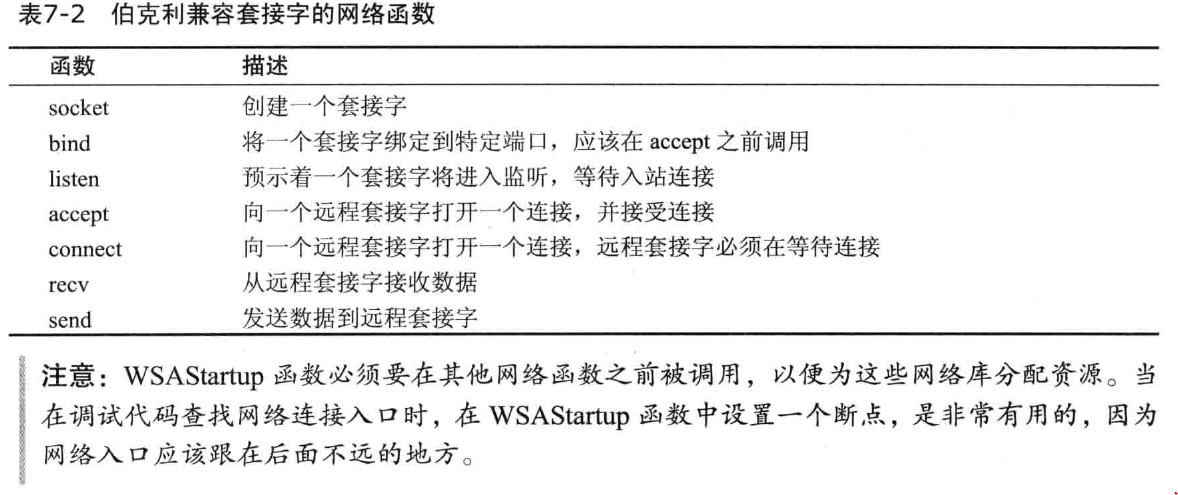 表7-2 伯克利兼容套接字的网络函数
函数 描述
socket 创建一个套接字
bind 将一个套接字绑定到特定端口，应该在 accept 之前调用
listen 预示着一个套接字将进入监听，等待入站连接
accept 向一个远程套接字打开一个连接，并接受连接
connect 向一个远程套接字打开一个连接，远程套接字必须在等待连接
recv 从远程套接字接收数据
send 发送数据到远程套接字
注意：WSAStartup 函数必须要在其他网络函数之前被调用，以便为这些网络库分配资源。当
在调试代码查找网络连接入口时，在 WSAStartup 函数中设置一个断点，是非常有用的，因为
网络入口应该跟在后面不远的地方。